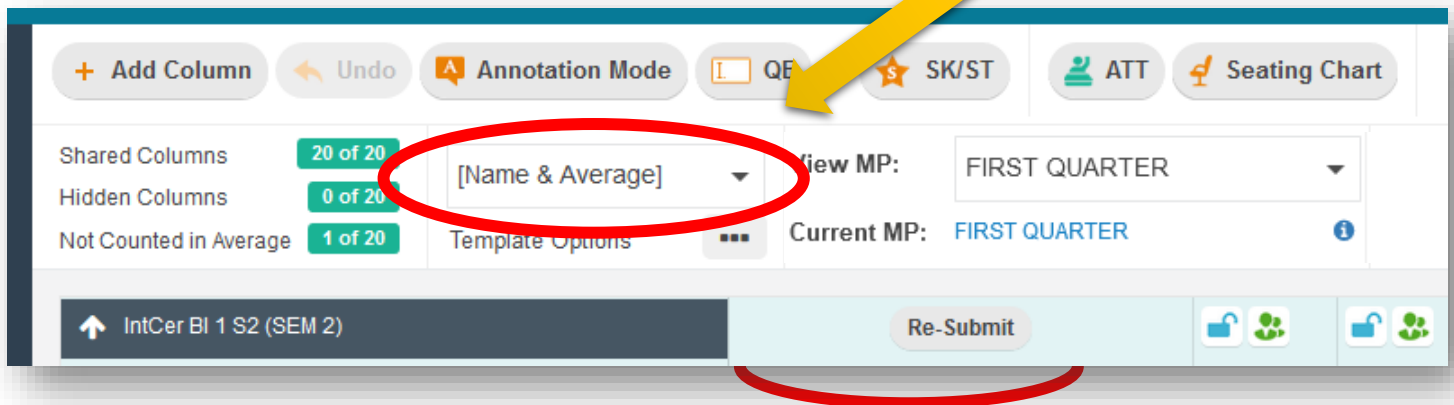 + Add Column Undo A Annotation Mode S SK/ST ATT Seating Chart
Shared Columns 20 of 20
Hidden Columns 0 of 20
Not Counted in Average 1 of 20
[Name & Average]
Template Options
View MP: FIRST QUARTER
Current MP: FIRST QUARTER
IntCer BI 1 S2 (SEM 2) Re-Submit